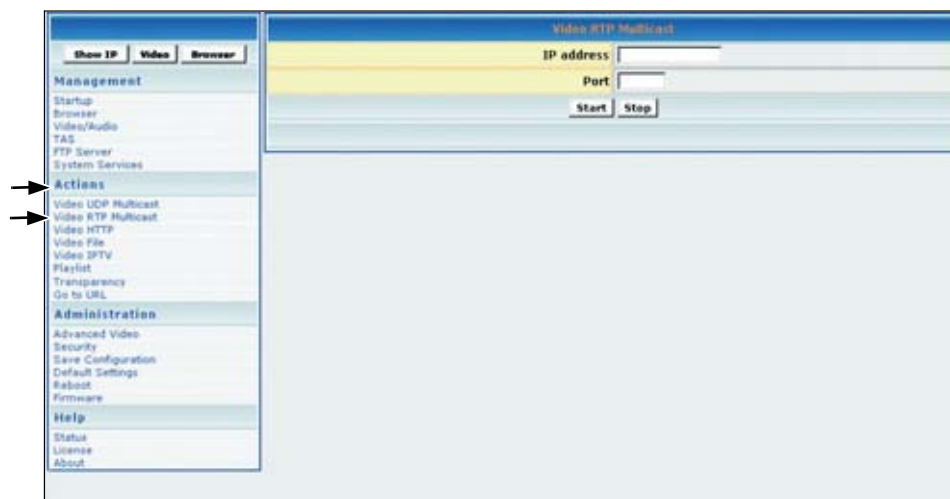 Show IP Video Browser
Management
Startup
Browser
Video/Audio
TAS
FTP Server
System Services
Actions
Video UDP Multicast
Video RTP Multicast
Video HTTP
Video File
Video IPTV
Playlist
Transparency
Go to URL
Administration
Advanced Video
Security
Save Configuration
Default Settings
Reboot
Firmware
Help
Status
License
About
Video RTP Multicast
IP address
Port
Start Stop